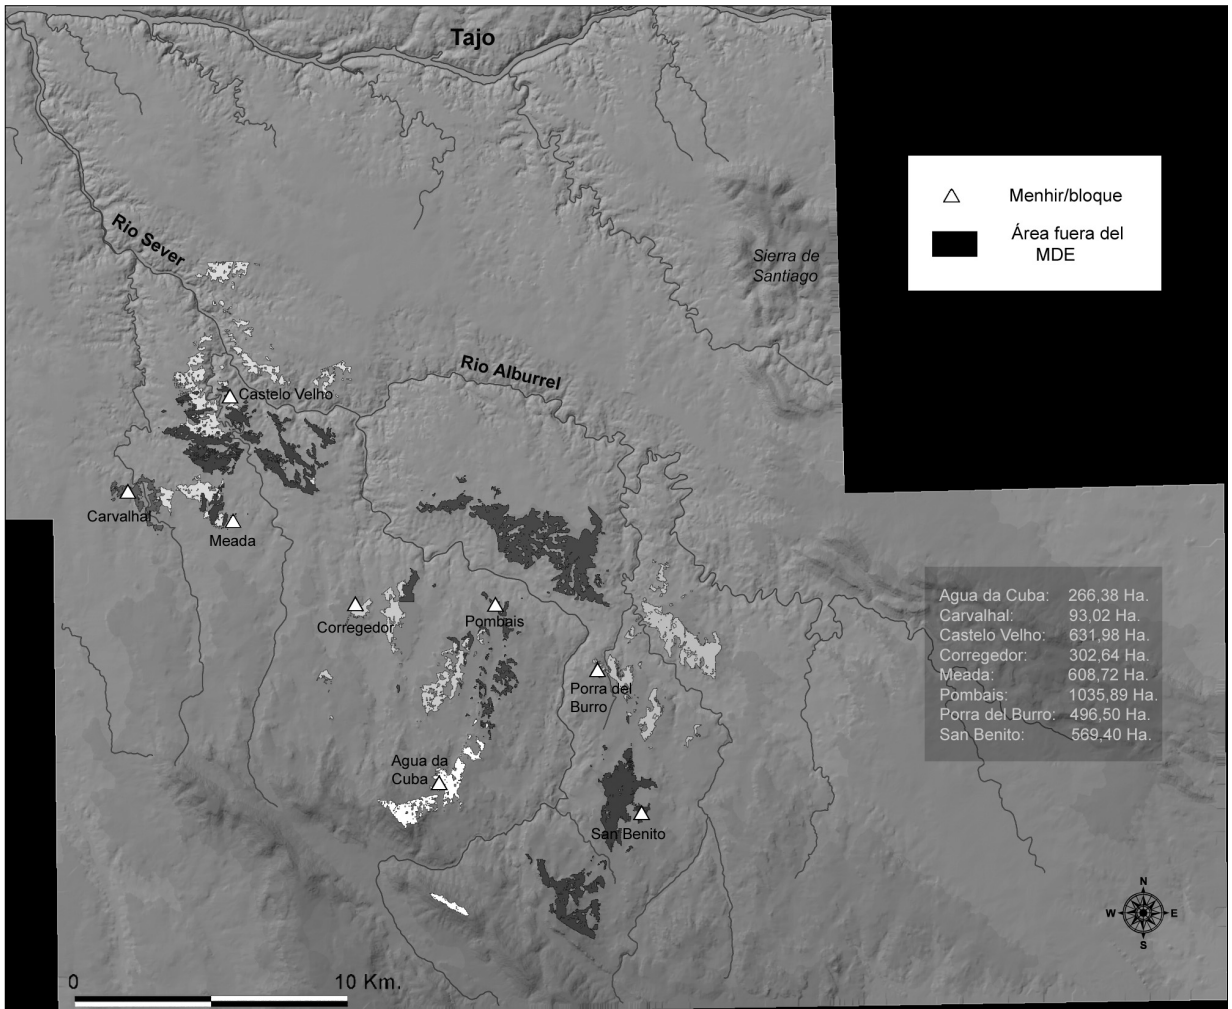 Tajo
Menhir/bloque
Área fuera del
MDE
Rio Sever
Sierra de
Santiago
Rio Alburrel
Castelo Velho
Carvalhal
Meada
Corregedor
Pombais
Porra del
Burro
Agua da
Cuba
San Benito
Agua da Cuba: 266,38 Ha.
Carvalhal: 93,02 Ha.
Castelo Velho: 631,98 Ha.
Corregedor: 302,64 Ha.
Meada: 608,72 Ha.
Pombais: 1035,89 Ha.
Porra del Burro: 496,50 Ha.
San Benito: 569,40 Ha.
N
W E
S
0 10 Km.